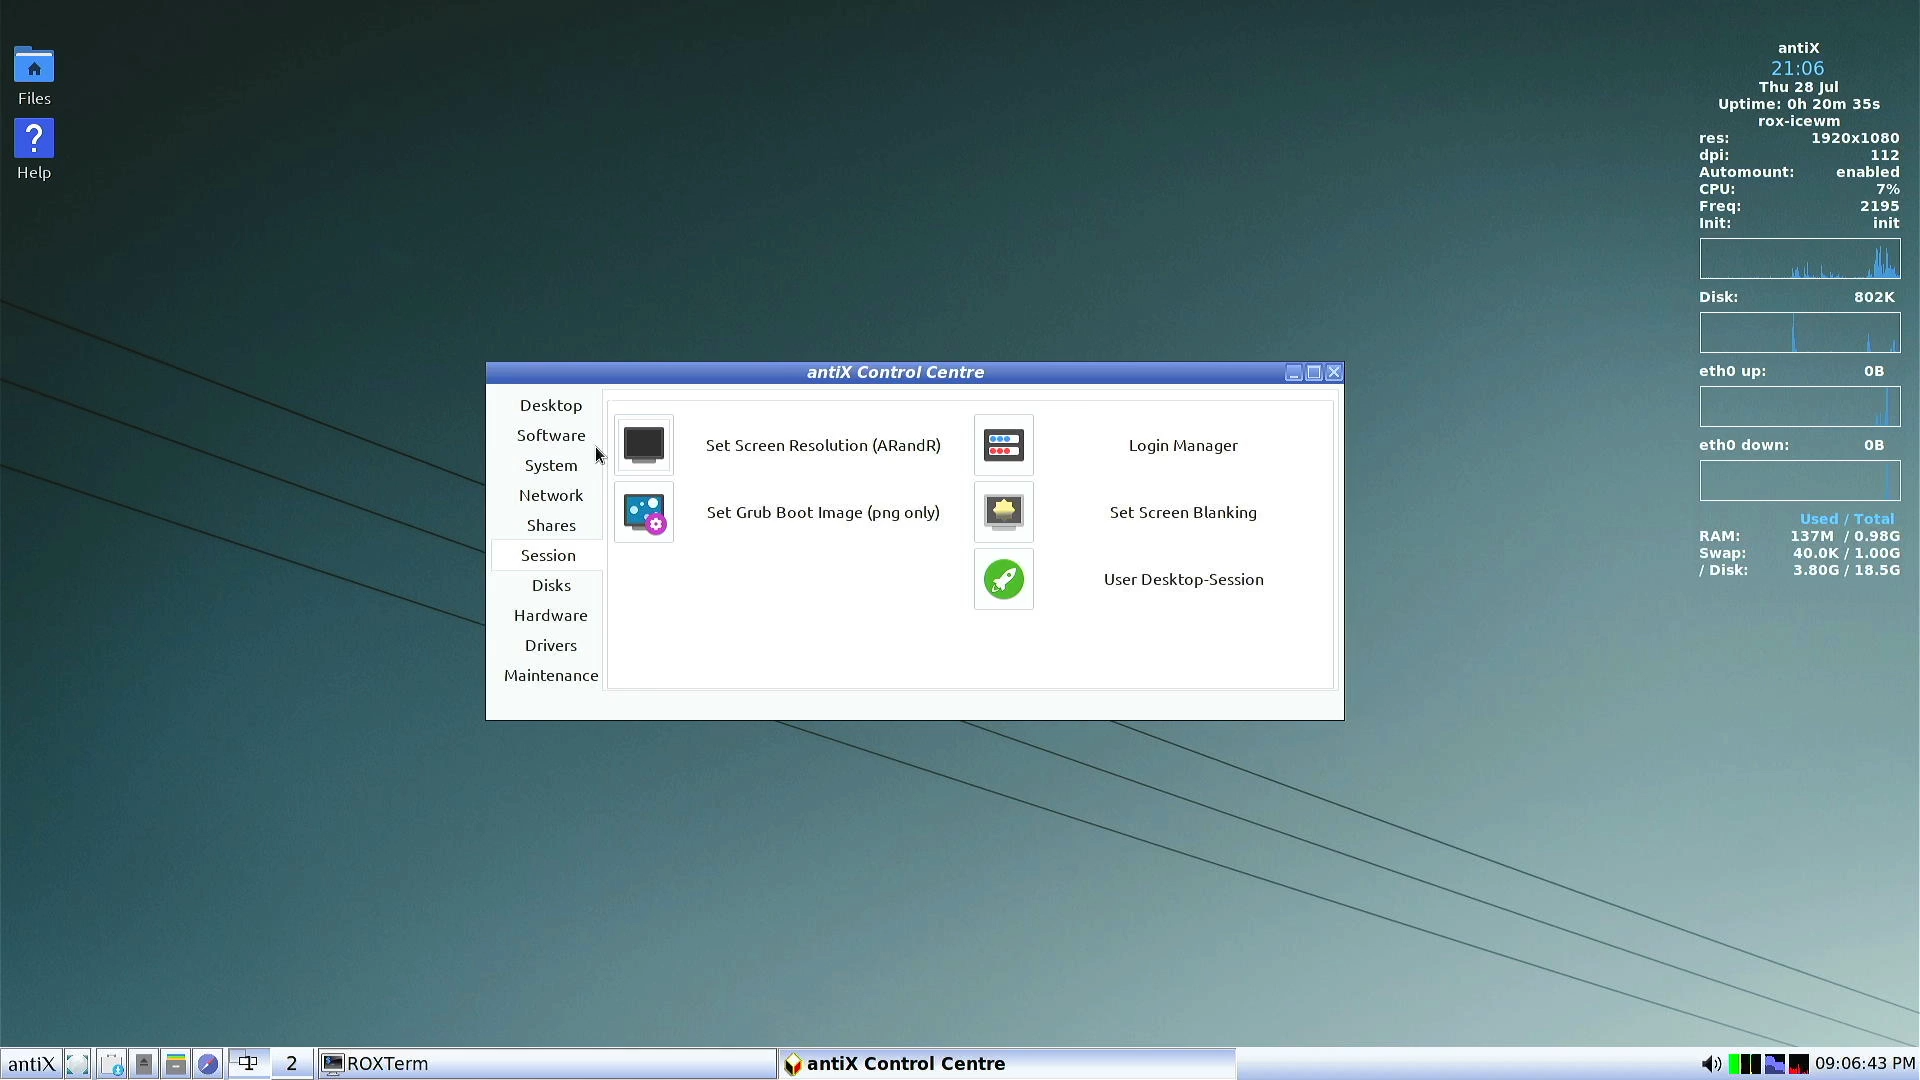 Files
?
Help
antiX
21:06
Thu 28 Jul
Uptime: 0h 20m 35s
rox-icewm
res: 1920x1080
dpi: 112
Automount: enabled
CPU: 7%
Freq: 2195
Init: init
Disk: 802K
eth0 up: 0B
eth0 down: 0B
Used / Total
RAM: 137M / 0.98G
Swap: 40.0K / 1.00G
/ Disk: 3.80G / 18.5G
antiX Control Centre
Desktop
Software
System
Network
Shares
Session
Disks
Hardware
Drivers
Maintenance
Set Screen Resolution (ARandR)
Login Manager
Set Grub Boot Image (png only)
Set Screen Blanking
User Desktop-Session
antiX
1
2
ROXTerm
antiX Control Centre
09:06:43 PM